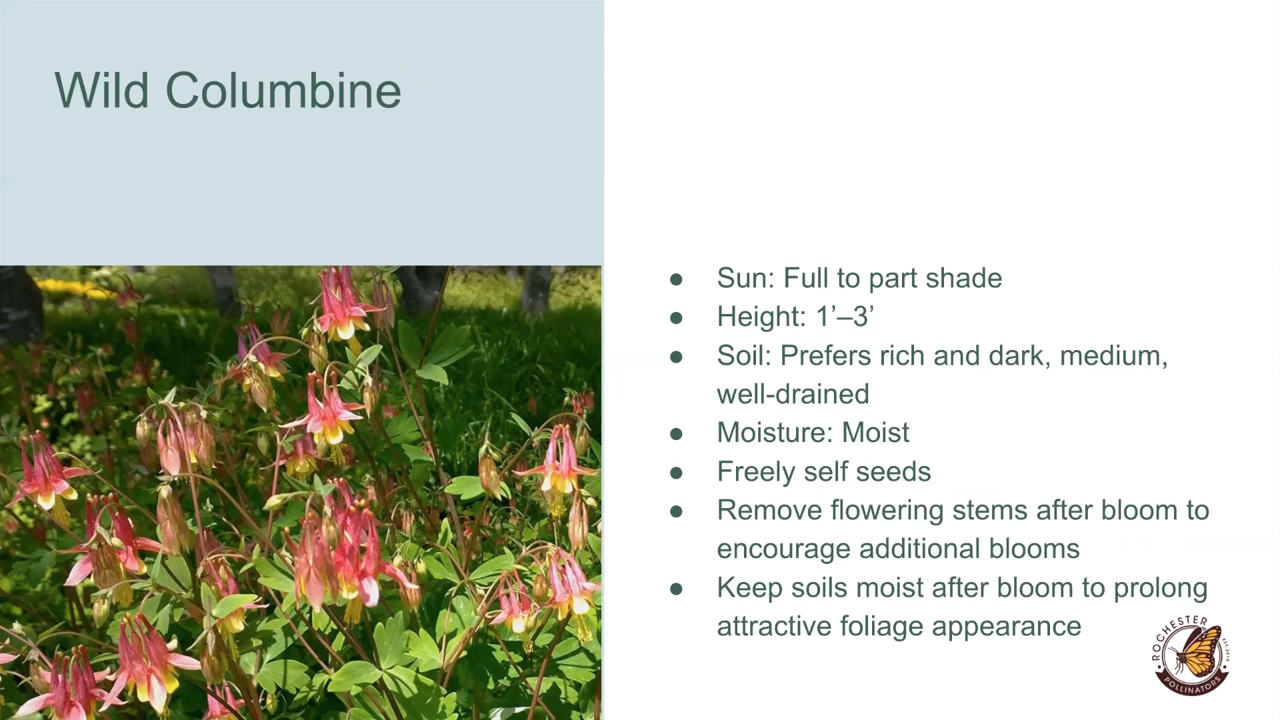 Wild Columbine
● Sun: Full to part shade
● Height: 1’–3’
● Soil: Prefers rich and dark, medium,
well-drained
● Moisture: Moist
● Freely self seeds
● Remove flowering stems after bloom to
encourage additional blooms
● Keep soils moist after bloom to prolong
attractive foliage appearance
ROCHESTER
POLLINATORS